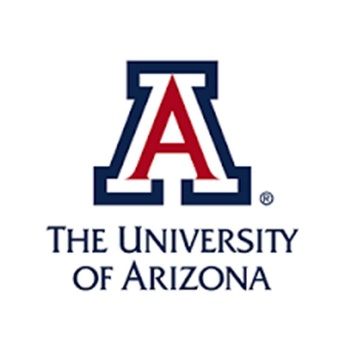 A
®
THE UNIVERSITY
OF ARIZONA